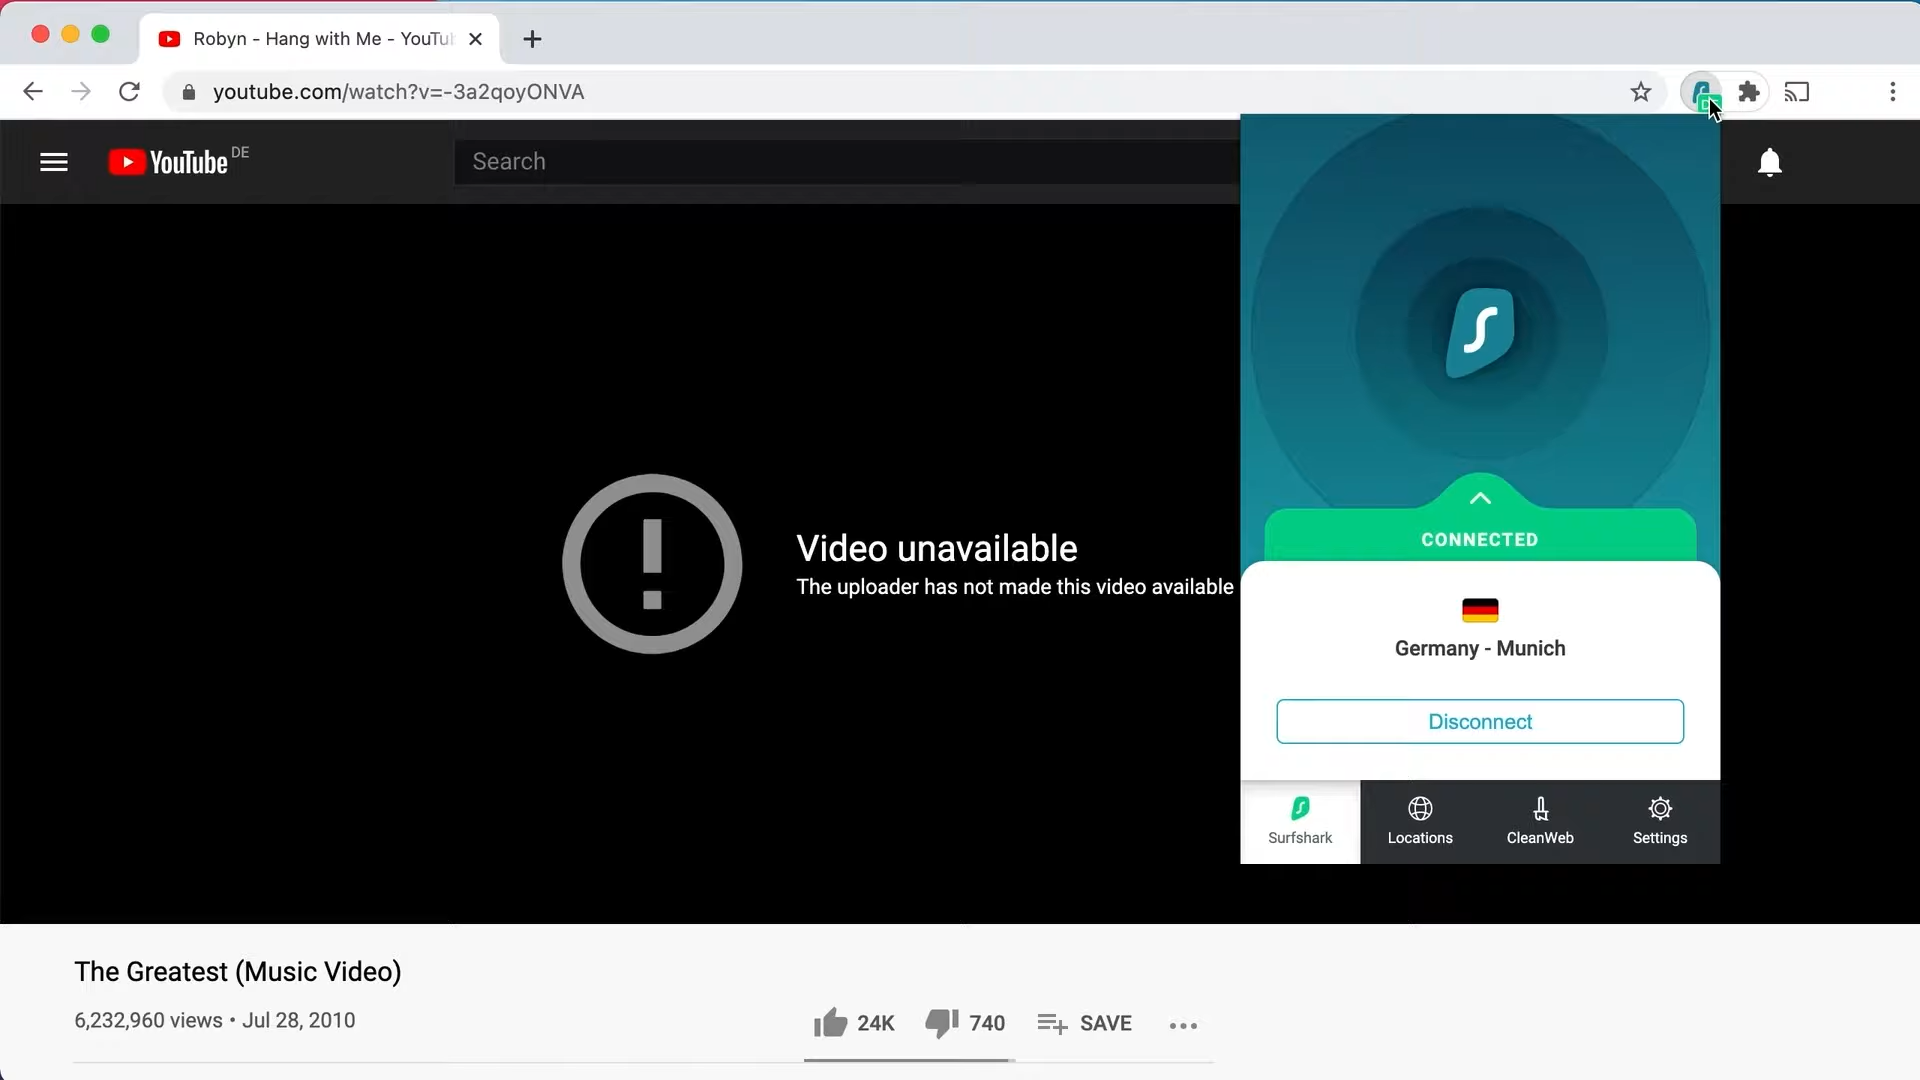 Robyn - Hang with Me - YouTu
youtube.com/watch?v=-3a2qoyONVA
YouTube DE
Search
Video unavailable
The uploader has not made this video available
CONNECTED
Germany - Munich
Disconnect
Surfshark
Locations
CleanWeb
Settings
The Greatest (Music Video)
6,232,960 views • Jul 28, 2010
24K
740
SAVE